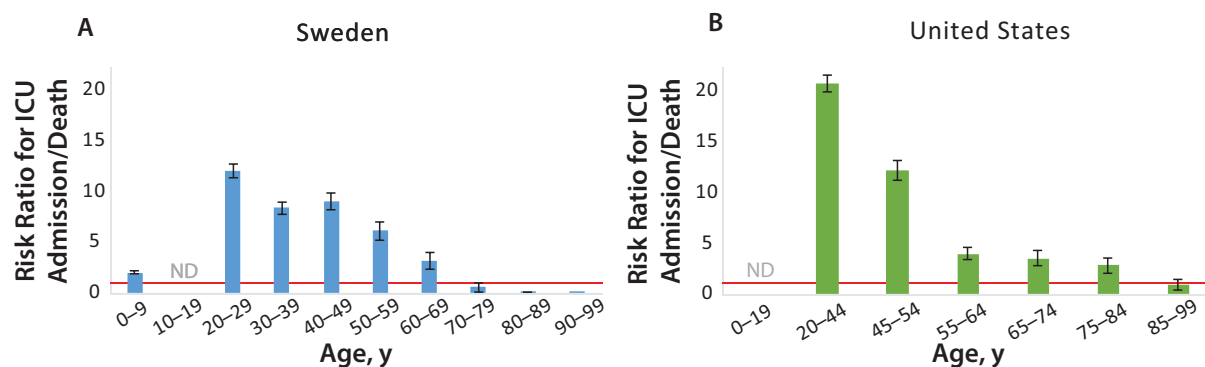 A
Sweden
Risk Ratio for ICU
Admission/Death
20
15
10
5
0
ND
0–9
10–19
20–29
30–39
40–49
50–59
60–69
70–79
80–89
90–99
Age, y
B
United States
Risk Ratio for ICU
Admission/Death
20
15
10
5
0
ND
0–19
20–44
45–54
55–64
65–74
75–84
85–99
Age, y